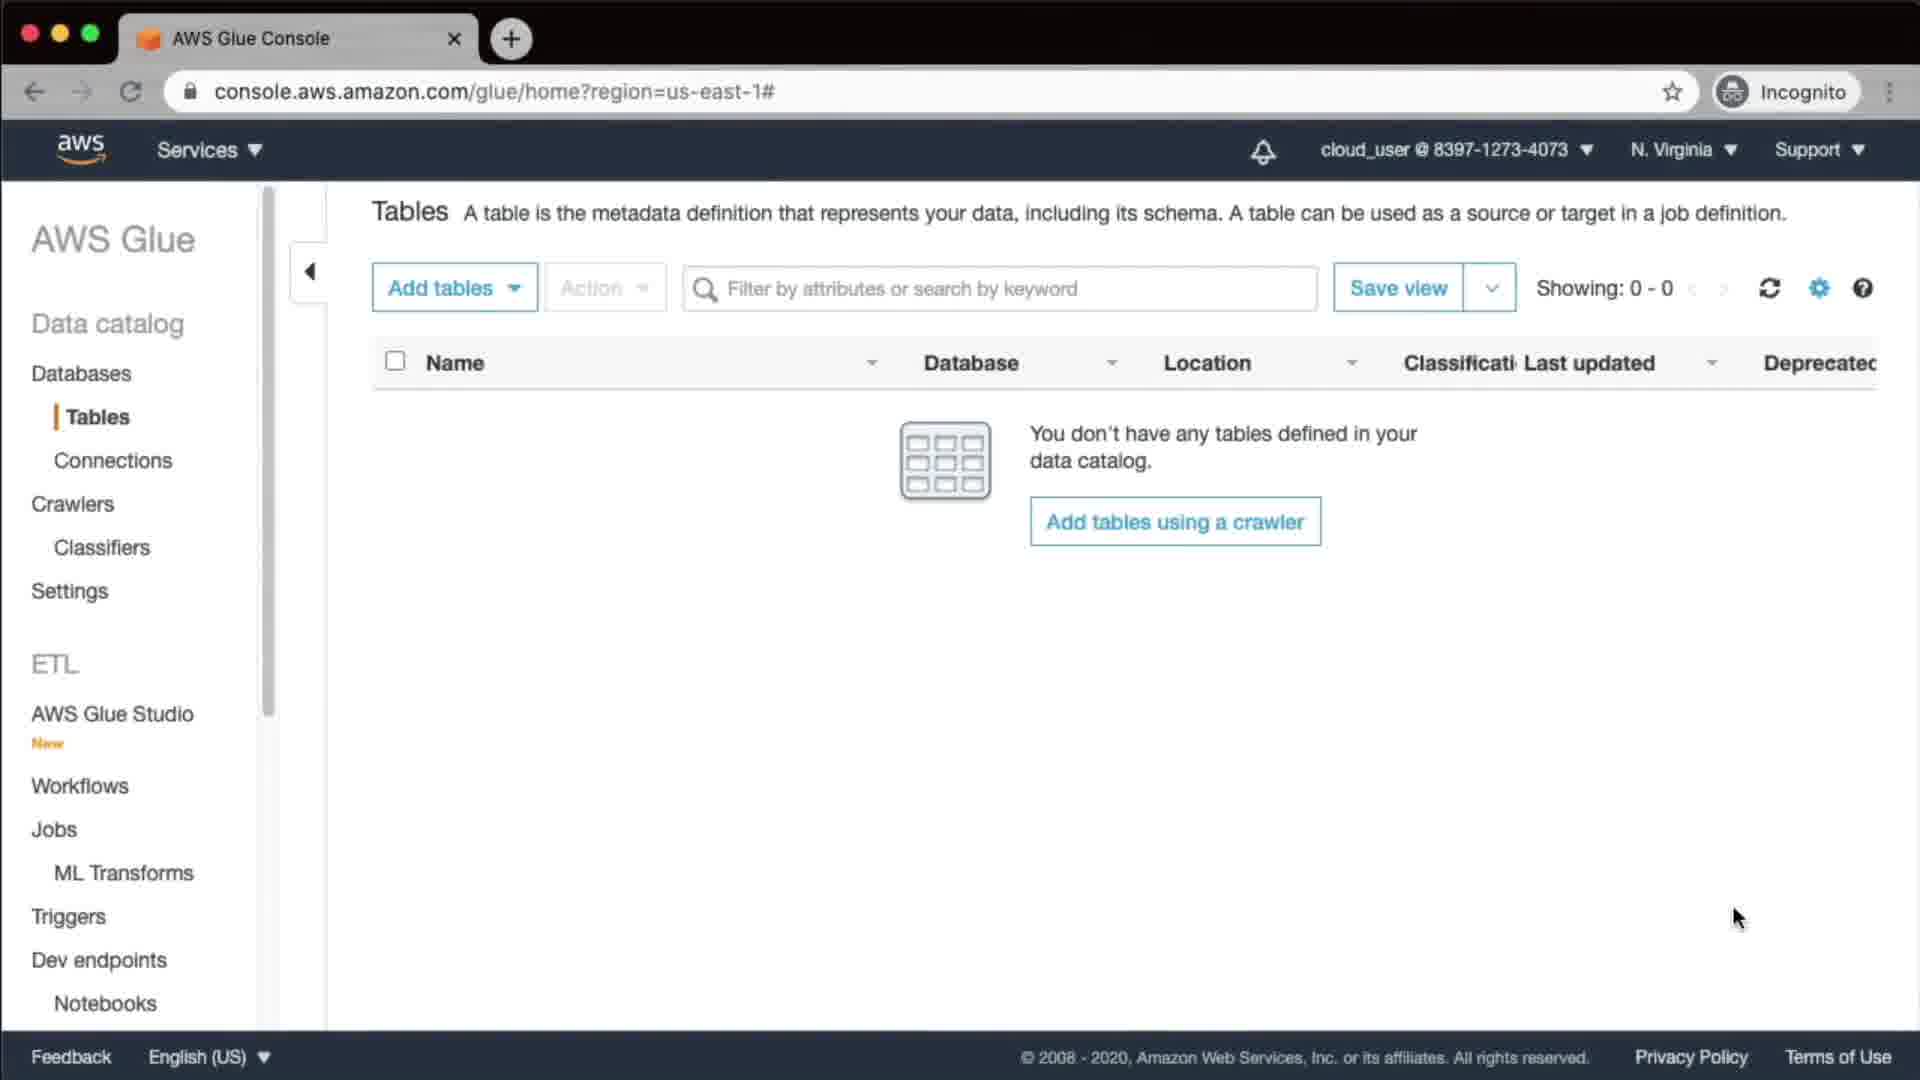 AWS Glue Console
console.aws.amazon.com/glue/home?region=us-east-1#
Incognito
aws
Services
cloud_user @ 8397-1273-4073
N. Virginia
Support
AWS Glue
Data catalog
Databases
Tables
Connections
Crawlers
Classifiers
Settings
ETL
AWS Glue Studio
New
Workflows
Jobs
ML Transforms
Triggers
Dev endpoints
Notebooks
Tables A table is the metadata definition that represents your data, including its schema. A table can be used as a source or target in a job definition.
Add tables
Action
Filter by attributes or search by keyword
Save view
Showing: 0 - 0
Name
Database
Location
Classificati
Last updated
Deprecated
You don't have any tables defined in your
data catalog.
Add tables using a crawler
Feedback
English (US)
© 2008 - 2020, Amazon Web Services, Inc. or its affiliates. All rights reserved.
Privacy Policy
Terms of Use